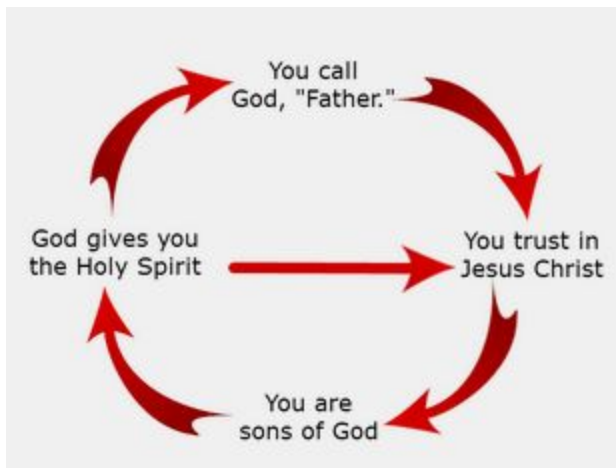 You call
God, "Father."
God gives you
the Holy Spirit
You trust in
Jesus Christ
You are
sons of God